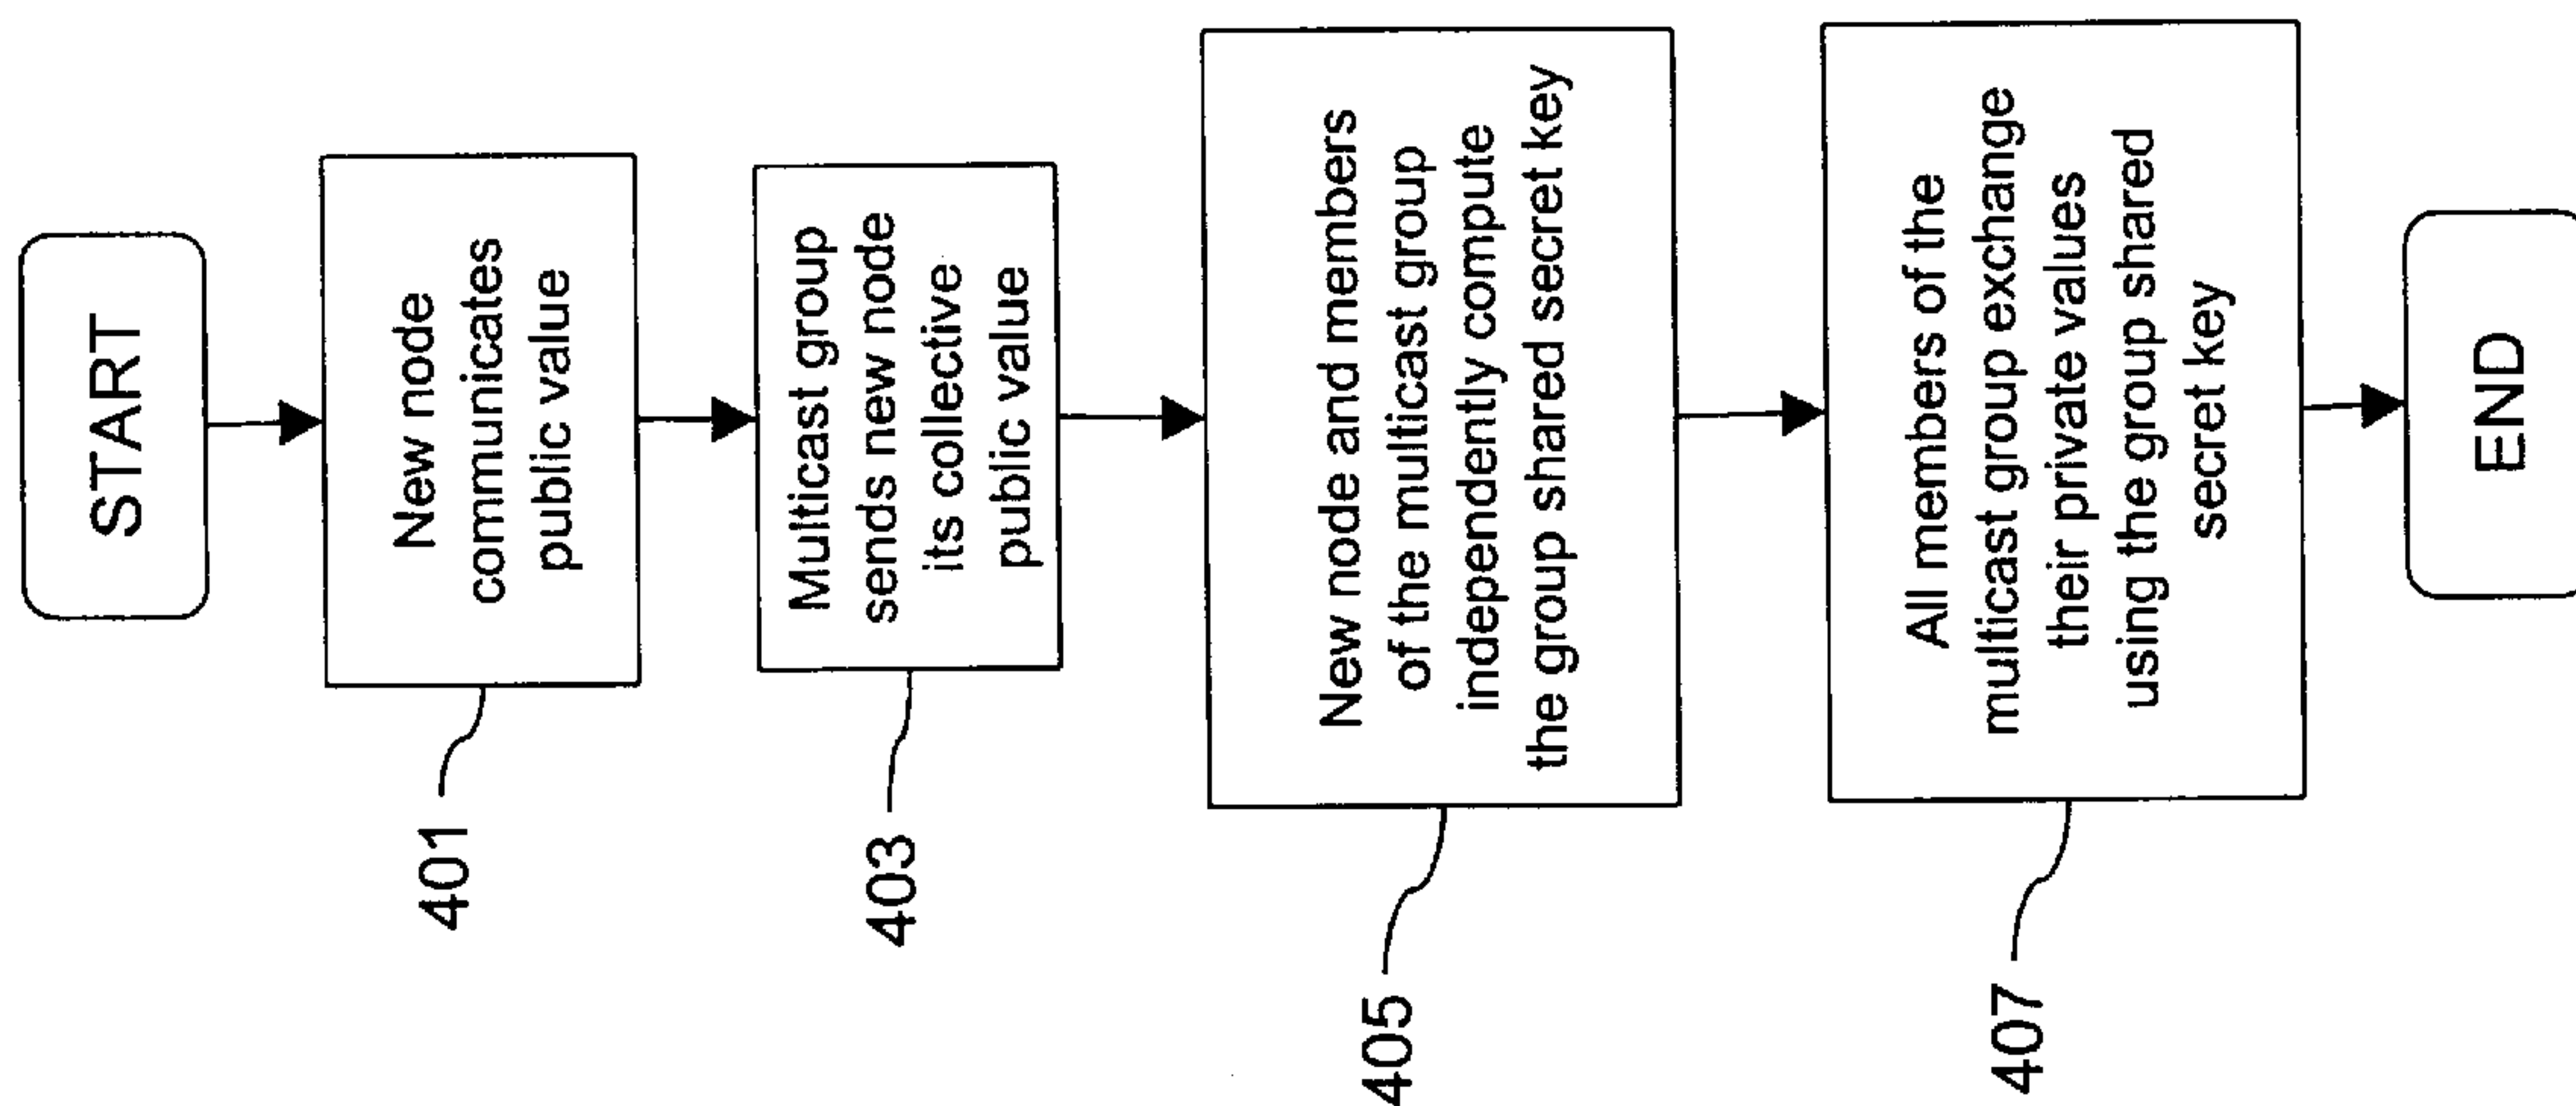 START
New node
communicates
public value
401
Multicast group
sends new node
its collective
public value
403
New node and members
of the multicast group
independently compute
the group shared secret key
405
All members of the
multicast group exchange
their private values
using the group shared
secret key
407
END